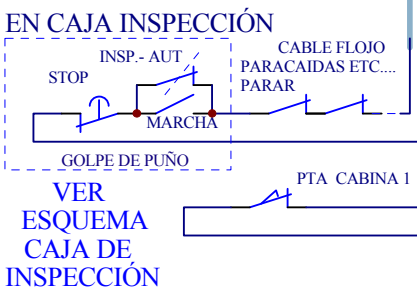 EN CAJA INSPECCIÓN
INSP.- AUT
STOP
CABLE FLOJO
PARACAIDAS ETC....
PARAR
MARCHA
GOLPE DE PUÑO
VER
ESQUEMA
CAJA DE
INSPECCIÓN
PTA CABINA 1